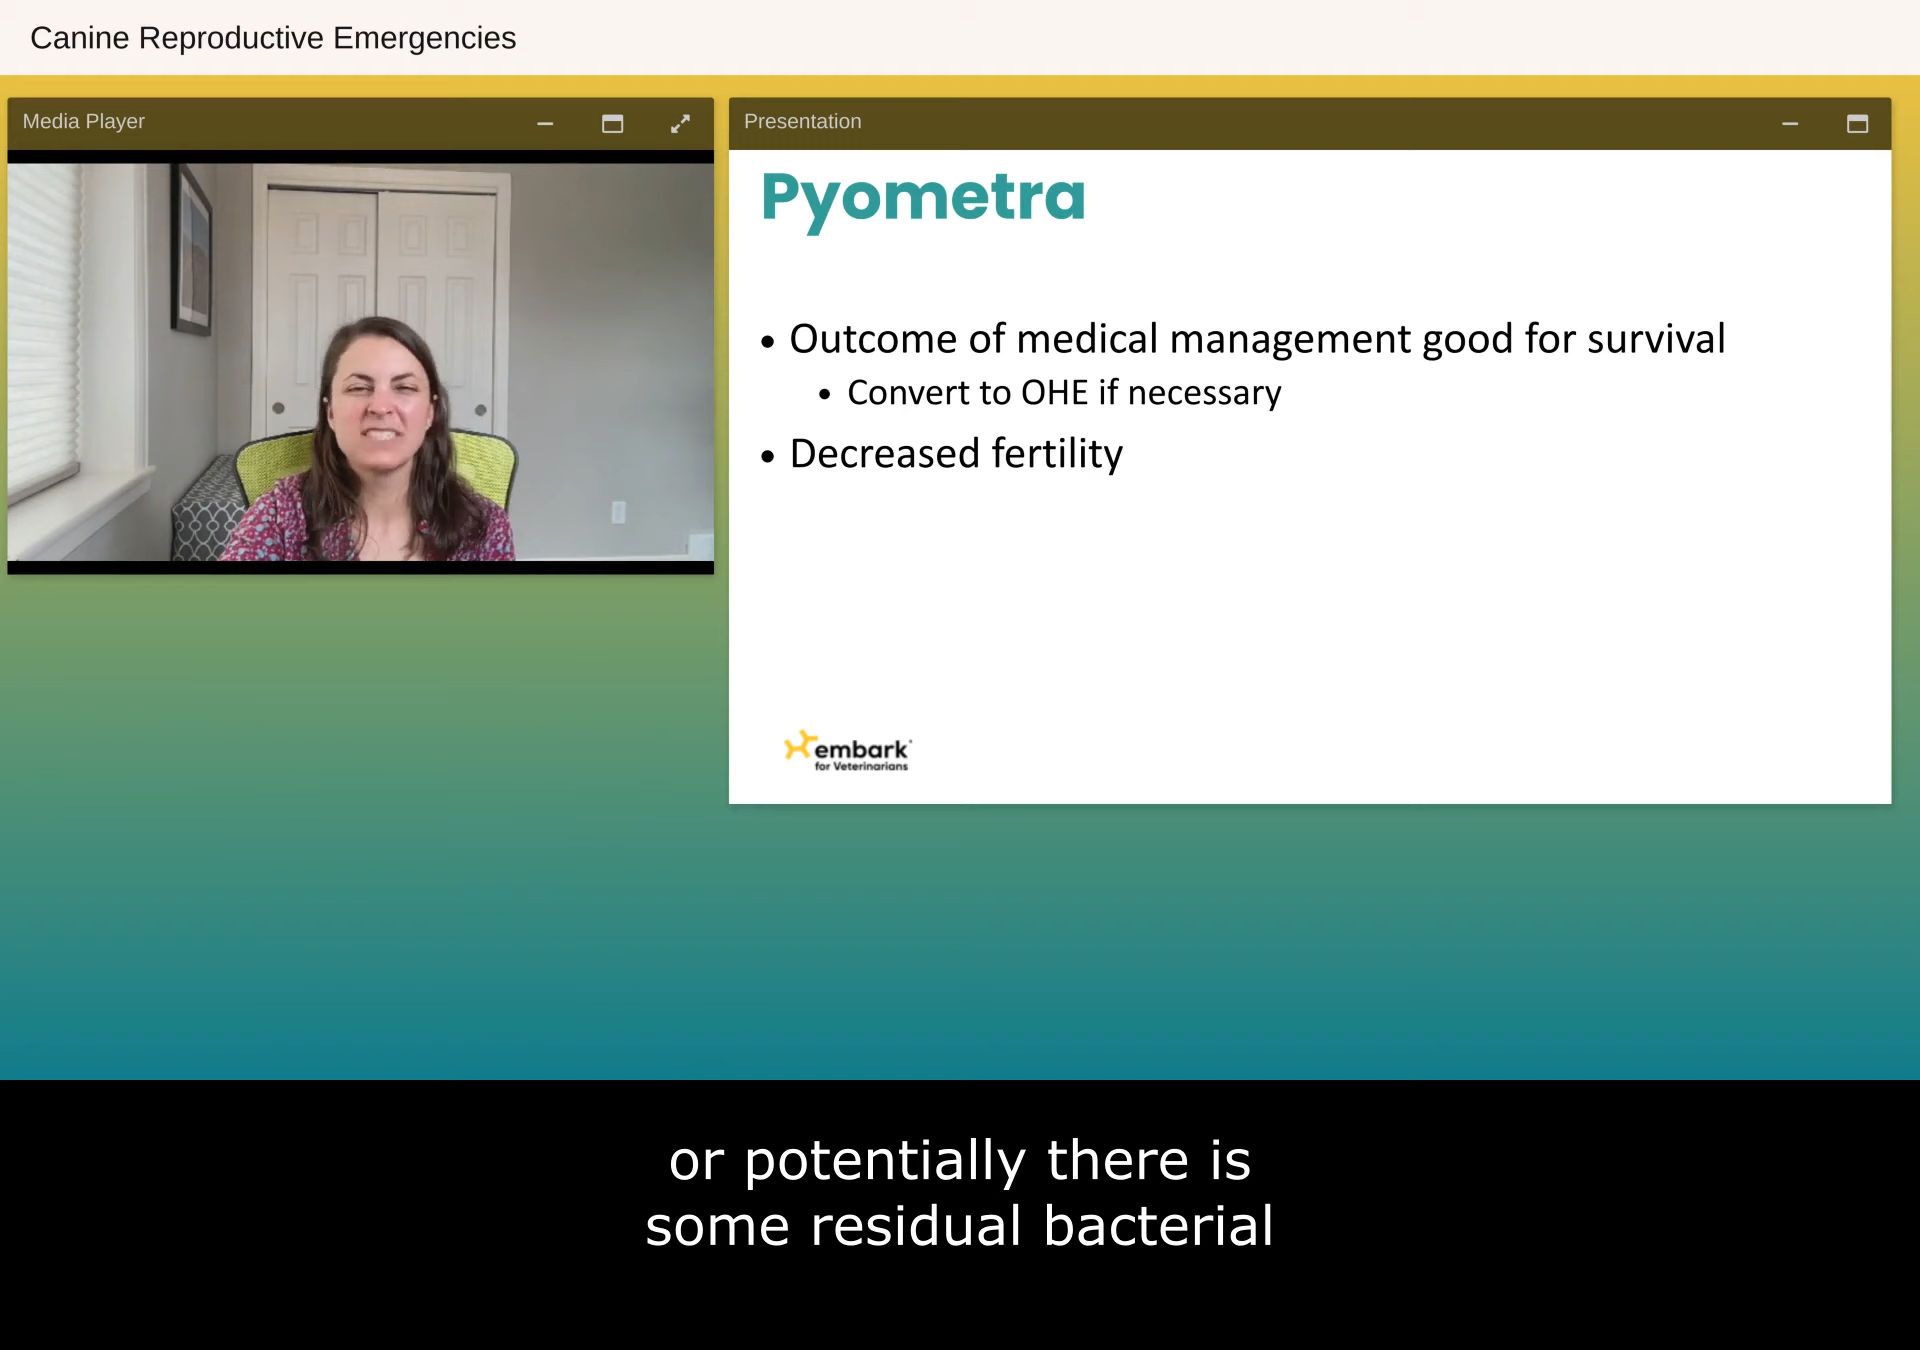 Canine Reproductive Emergencies
Media Player
Presentation
Pyometra
• Outcome of medical management good for survival
• Convert to OHE if necessary
• Decreased fertility
embark
for Veterinarians
or potentially there is
some residual bacterial